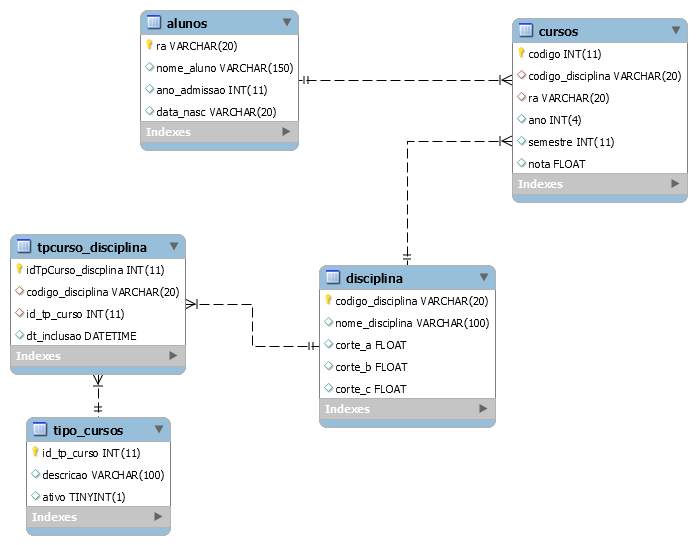 alunos
ra VARCHAR(20)
nome_aluno VARCHAR(150)
ano_admissao INT(11)
data_nasc VARCHAR(20)
Indexes
cursos
codigo INT(11)
codigo_disciplina VARCHAR(20)
ra VARCHAR(20)
ano INT(4)
semestre INT(11)
nota FLOAT
Indexes
tpcurso_disciplina
idTpCurso_discplina INT(11)
codigo_disciplina VARCHAR(20)
id_tp_curso INT(11)
dt_inclusao DATETIME
Indexes
disciplina
codigo_disciplina VARCHAR(20)
nome_disciplina VARCHAR(100)
corte_a FLOAT
corte_b FLOAT
corte_c FLOAT
Indexes
tipo_cursos
id_tp_curso INT(11)
descricao VARCHAR(100)
ativo TINYINT(1)
Indexes